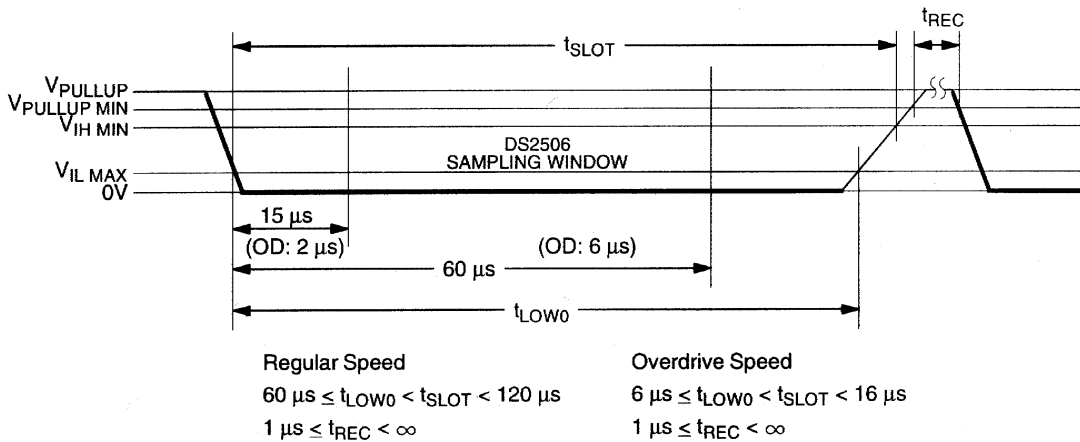 tREC
tSLOT
VPULLUP
VPULLUP MIN
VIH MIN
DS2506
SAMPLING WINDOW
VIL MAX
0V
15 μs
(OD: 2 μs)
(OD: 6 μs)
60 μs
tLOW0
Regular Speed
Overdrive Speed
60 μs ≤ tLOW0 < tSLOT < 120 μs
6 μs ≤ tLOW0 < tSLOT < 16 μs
1 μs ≤ tREC < ∞
1 μs ≤ tREC < ∞